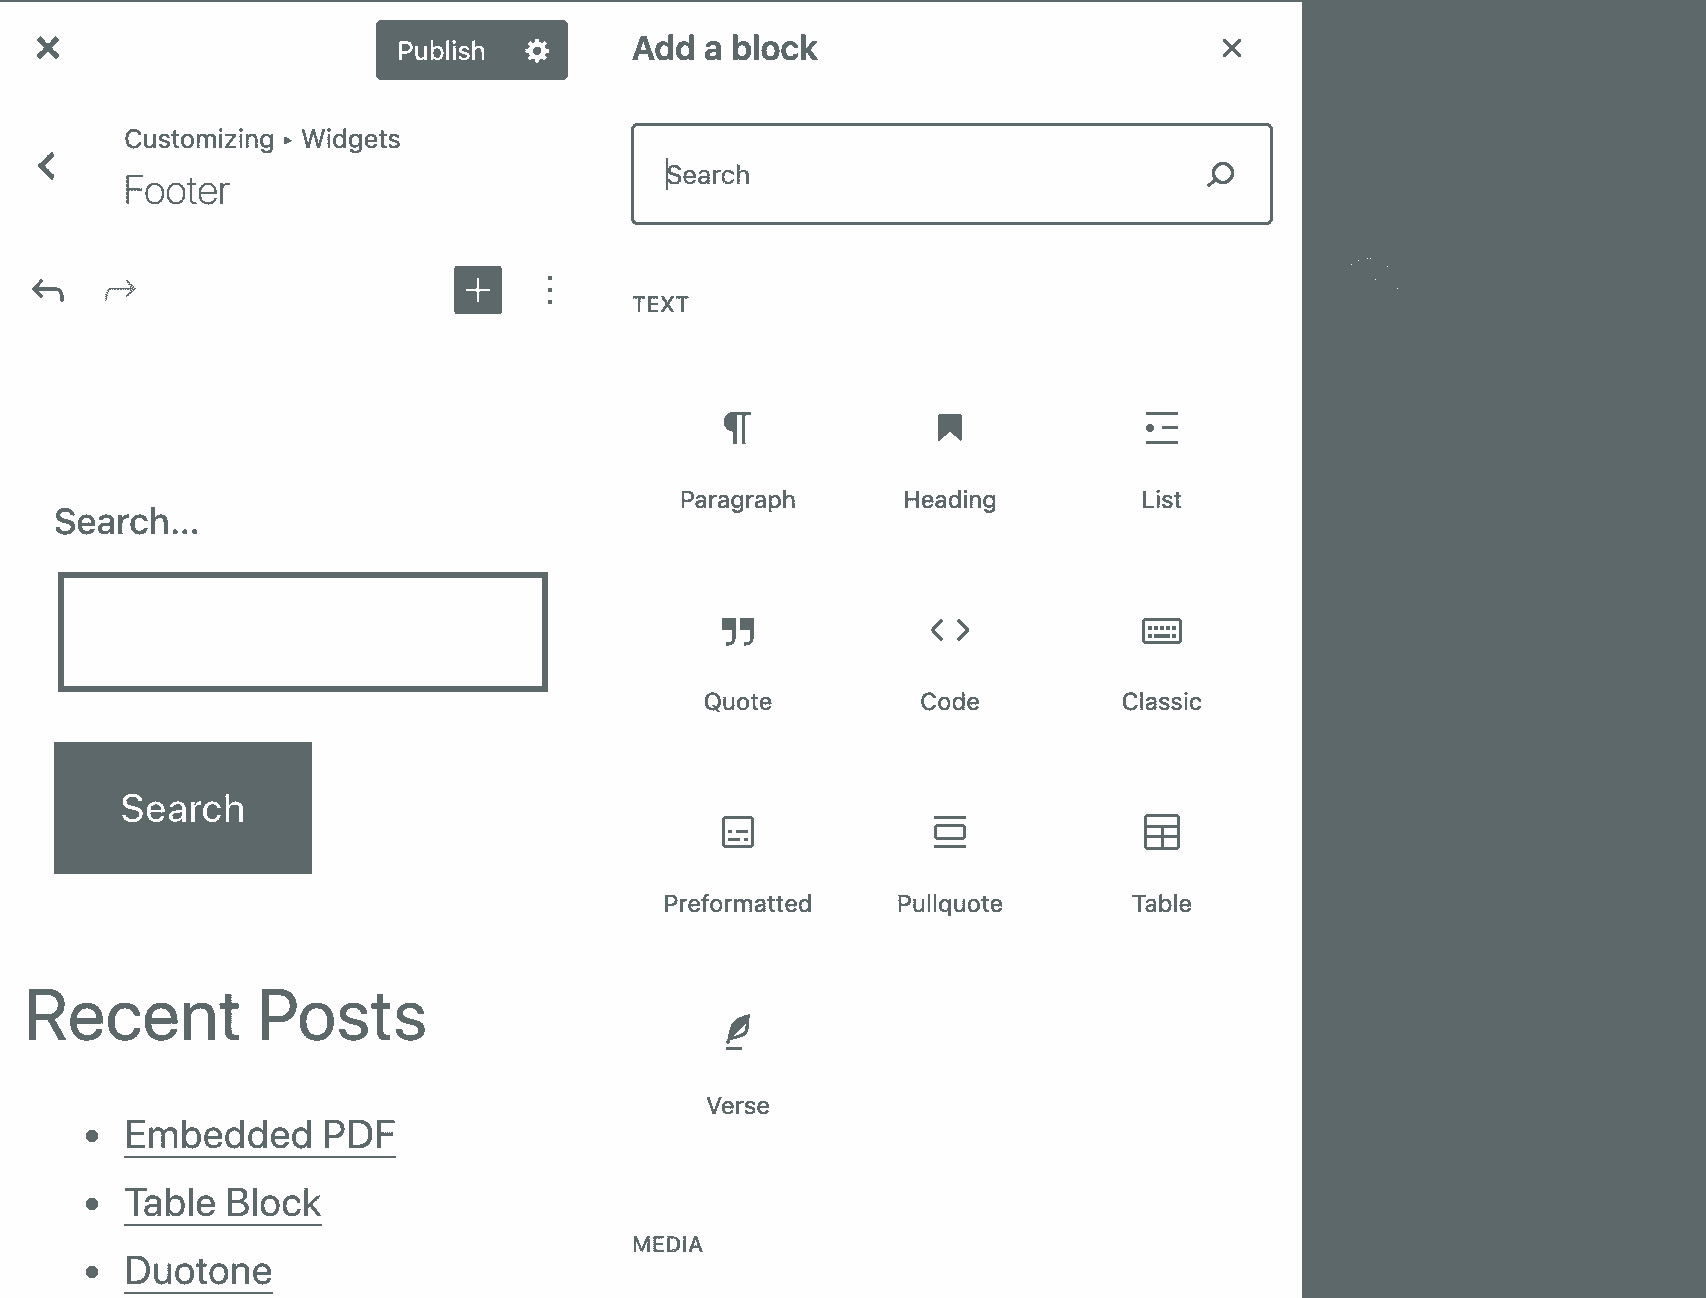 Publish
Customizing ▸ Widgets
Footer
Search...
Search
Recent Posts
Embedded PDF
Table Block
Duotone
Add a block
Search
TEXT
Paragraph
Heading
List
Quote
Code
Classic
Preformatted
Pullquote
Table
Verse
MEDIA